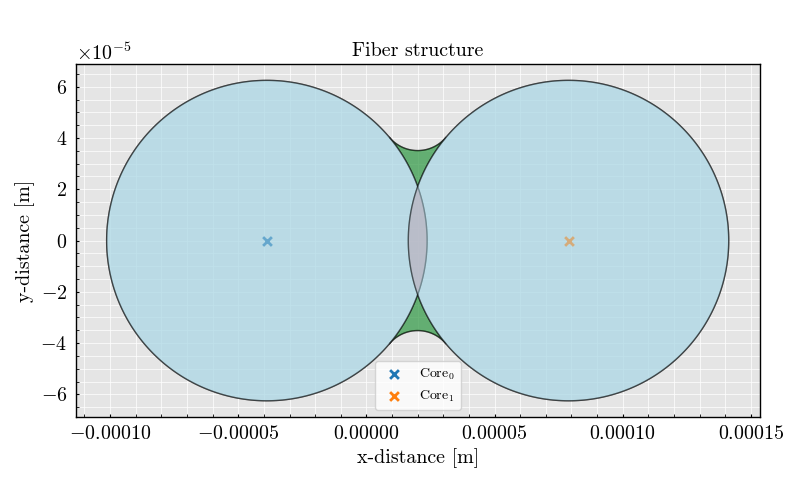 Fiber structure
×10⁻⁵
6
4
2
0
−2
−4
−6
y-distance [m]
Core₀
Core₁
−0.00010 −0.00005 0.00000 0.00005 0.00010 0.00015
x-distance [m]